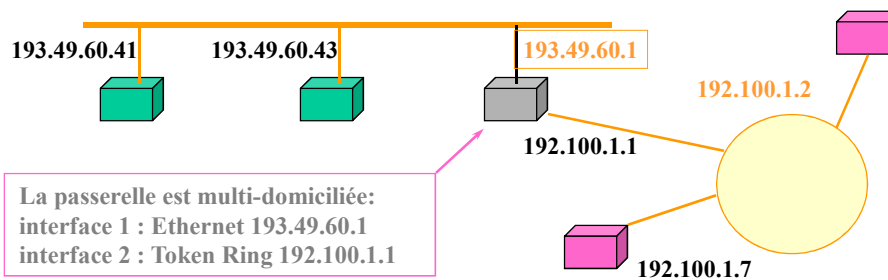 193.49.60.41
193.49.60.43
193.49.60.1
192.100.1.2
192.100.1.1
La passerelle est multi-domiciliée:
interface 1 : Ethernet 193.49.60.1
interface 2 : Token Ring 192.100.1.1
192.100.1.7